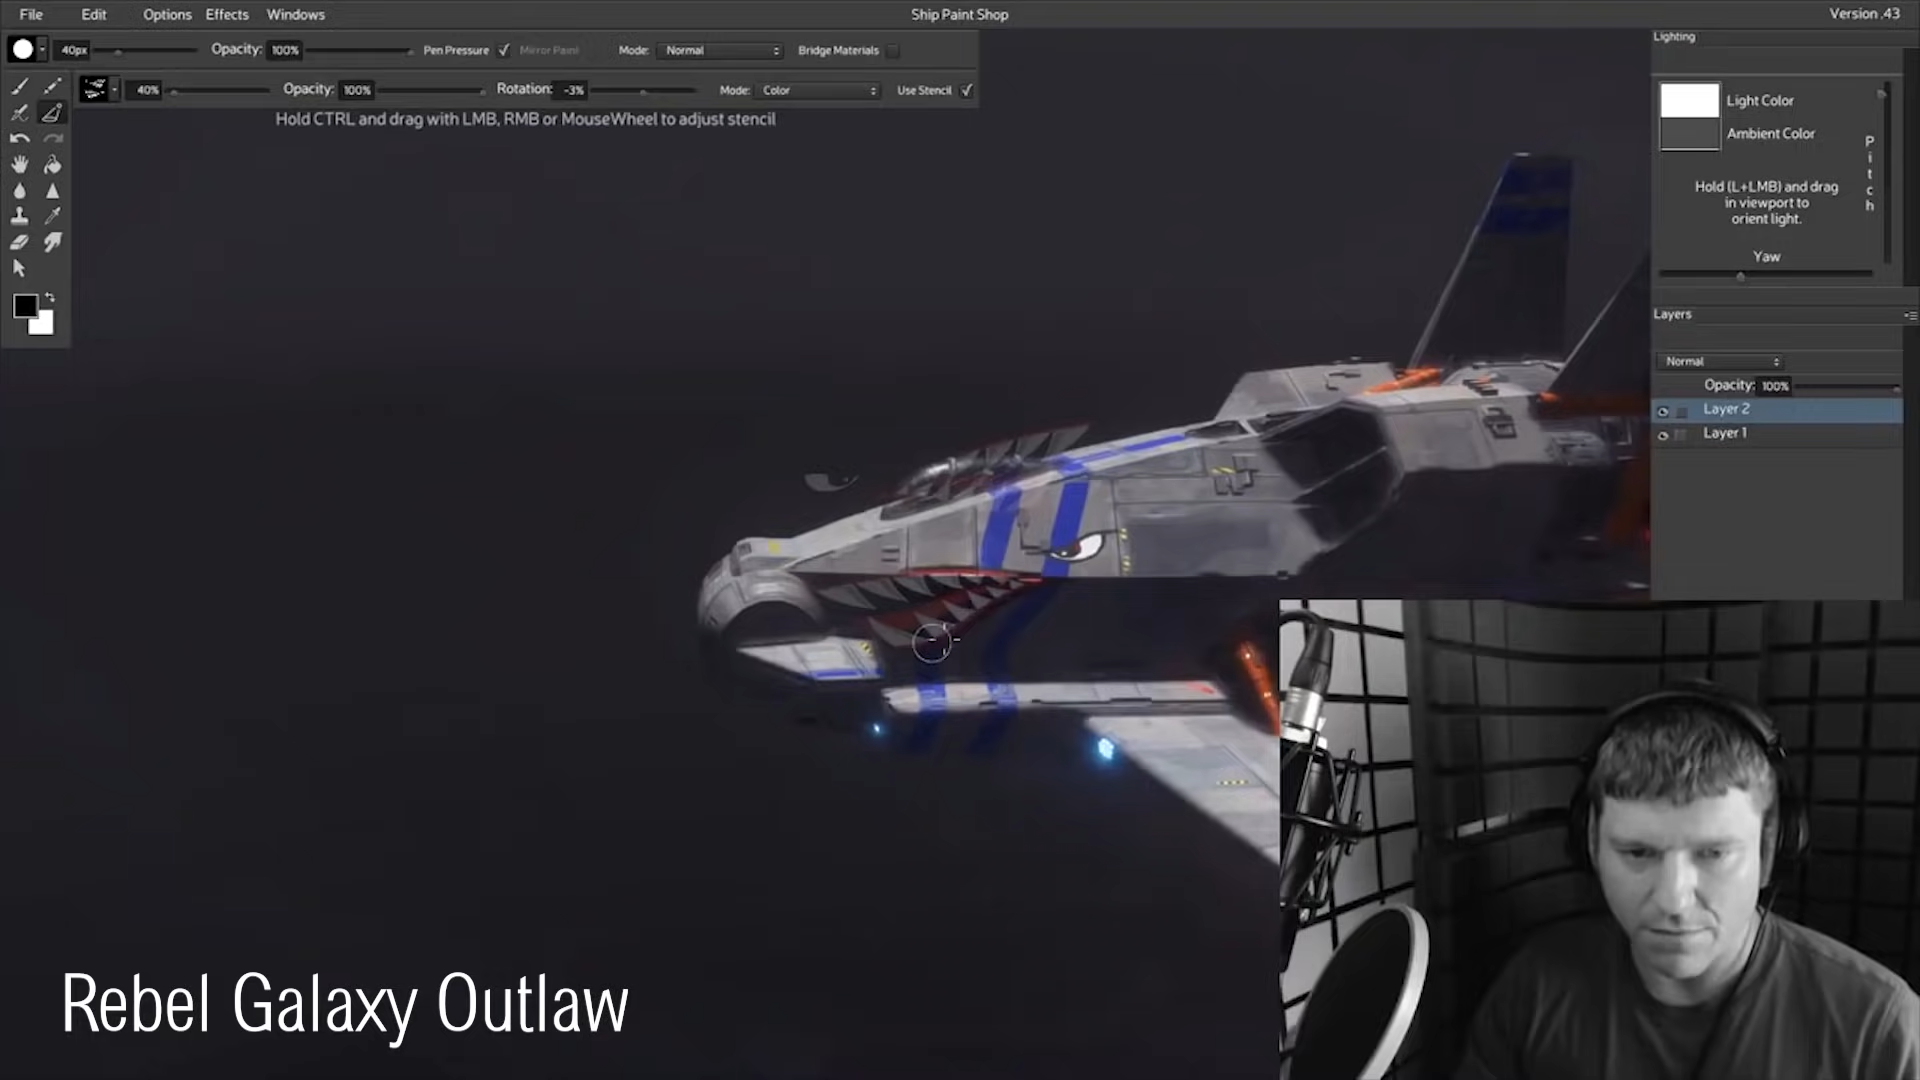 File Edit Options Effects Windows Ship Paint Shop Version .43
40px Opacity: 100% Pen Pressure Mirror Paint Mode: Normal Bridge Materials
40% Opacity: 100% Rotation: -3% Mode: Color Use Stencil
Hold CTRL and drag with LMB, RMB or MouseWheel to adjust stencil
Lighting
Light Color
Ambient Color
Pitch
Hold (L+LMB) and drag
in viewport to
orient light.
Yaw
Layers
Normal
Opacity: 100%
Layer 2
Layer 1
Rebel Galaxy Outlaw